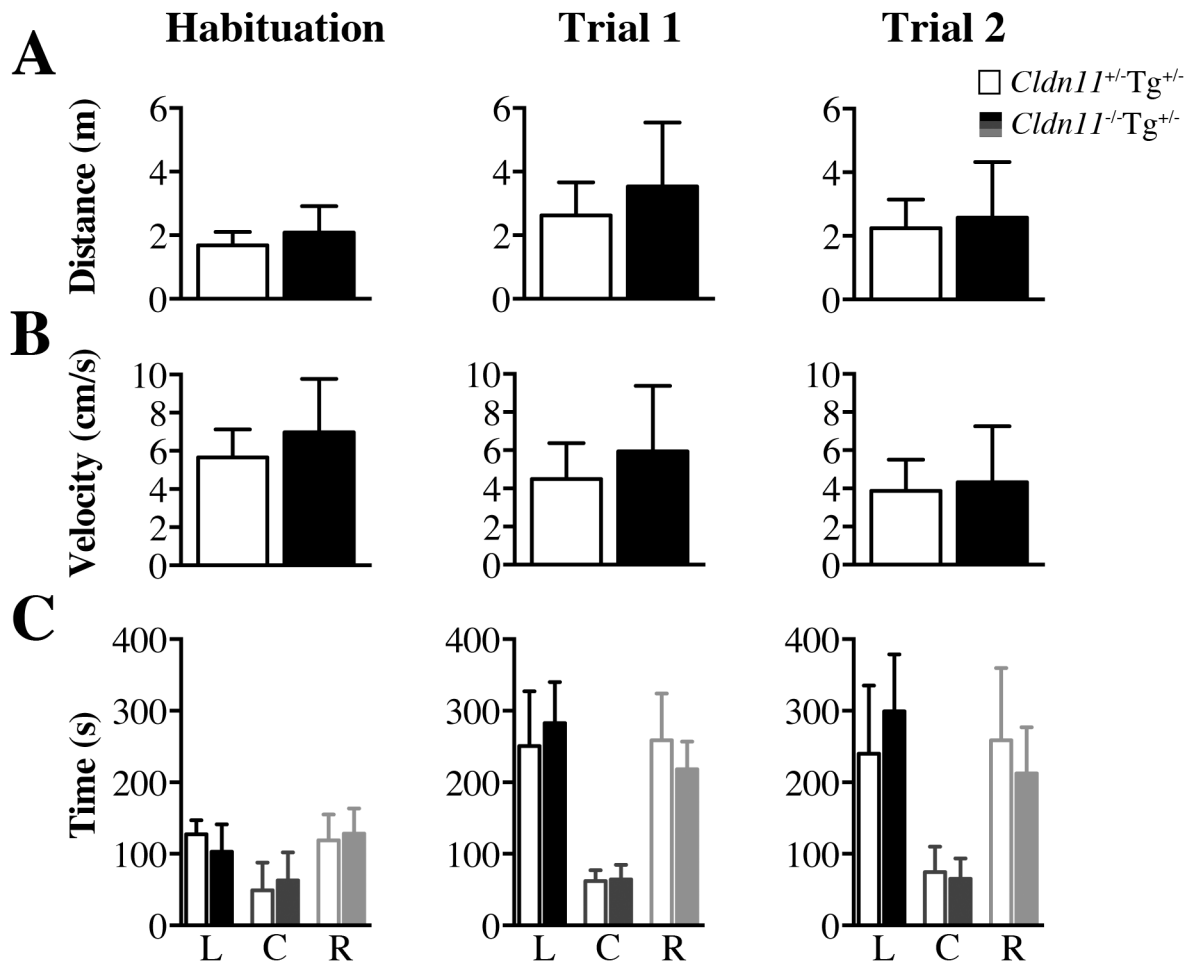 Habituation Trial 1 Trial 2
A
Cldn11+/-Tg+/-
Cldn11-/-Tg+/-
Distance (m)
6 6 6
4 4 4
2 2 2
0 0 0
B
Velocity (cm/s)
10 10 10
8 8 8
6 6 6
4 4 4
2 2 2
0 0 0
C
Time (s)
400 400 400
300 300 300
200 200 200
100 100 100
0 0 0
L C R L C R L C R